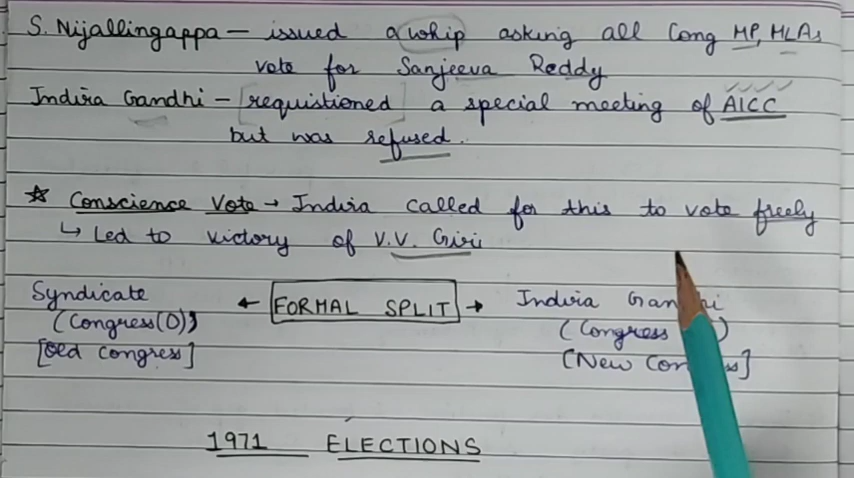 S. Nijallingappa — issued a whip asking all Cong MP, MLAs
vote for Sanjeeva Reddy
Indira Gandhi — requistioned a special meeting of AICC
but was refused.
☆ Conscience Vote → Indira called for this to vote freely
↳ Led to victory of V.V. Giri
Syndicate ← FORMAL SPLIT → Indira
(Congress(O)) (Congress
[Old Congress] [New
1971 ELECTIONS